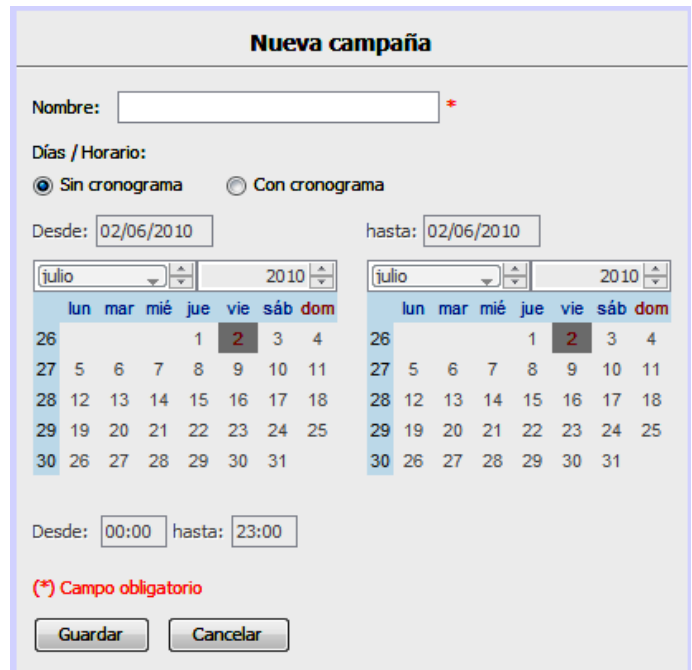 Nueva campaña
Nombre: *
Días / Horario:
Sin cronograma Con cronograma
Desde: 02/06/2010 hasta: 02/06/2010
julio 2010 julio 2010
lun mar mié jue vie sáb dom lun mar mié jue vie sáb dom
26 1 2 3 4 26 1 2 3 4
27 5 6 7 8 9 10 11 27 5 6 7 8 9 10 11
28 12 13 14 15 16 17 18 28 12 13 14 15 16 17 18
29 19 20 21 22 23 24 25 29 19 20 21 22 23 24 25
30 26 27 28 29 30 31 30 26 27 28 29 30 31
Desde: 00:00 hasta: 23:00
(*) Campo obligatorio
Guardar Cancelar